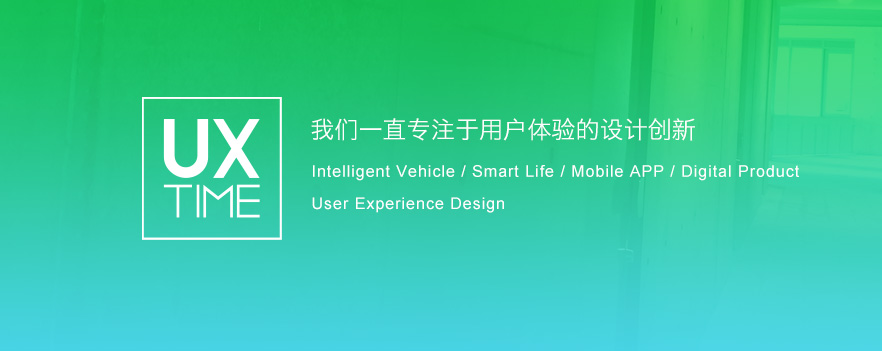 UX
TIME
我们一直专注于用户体验的设计创新
Intelligent Vehicle / Smart Life / Mobile APP / Digital Product
User Experience Design